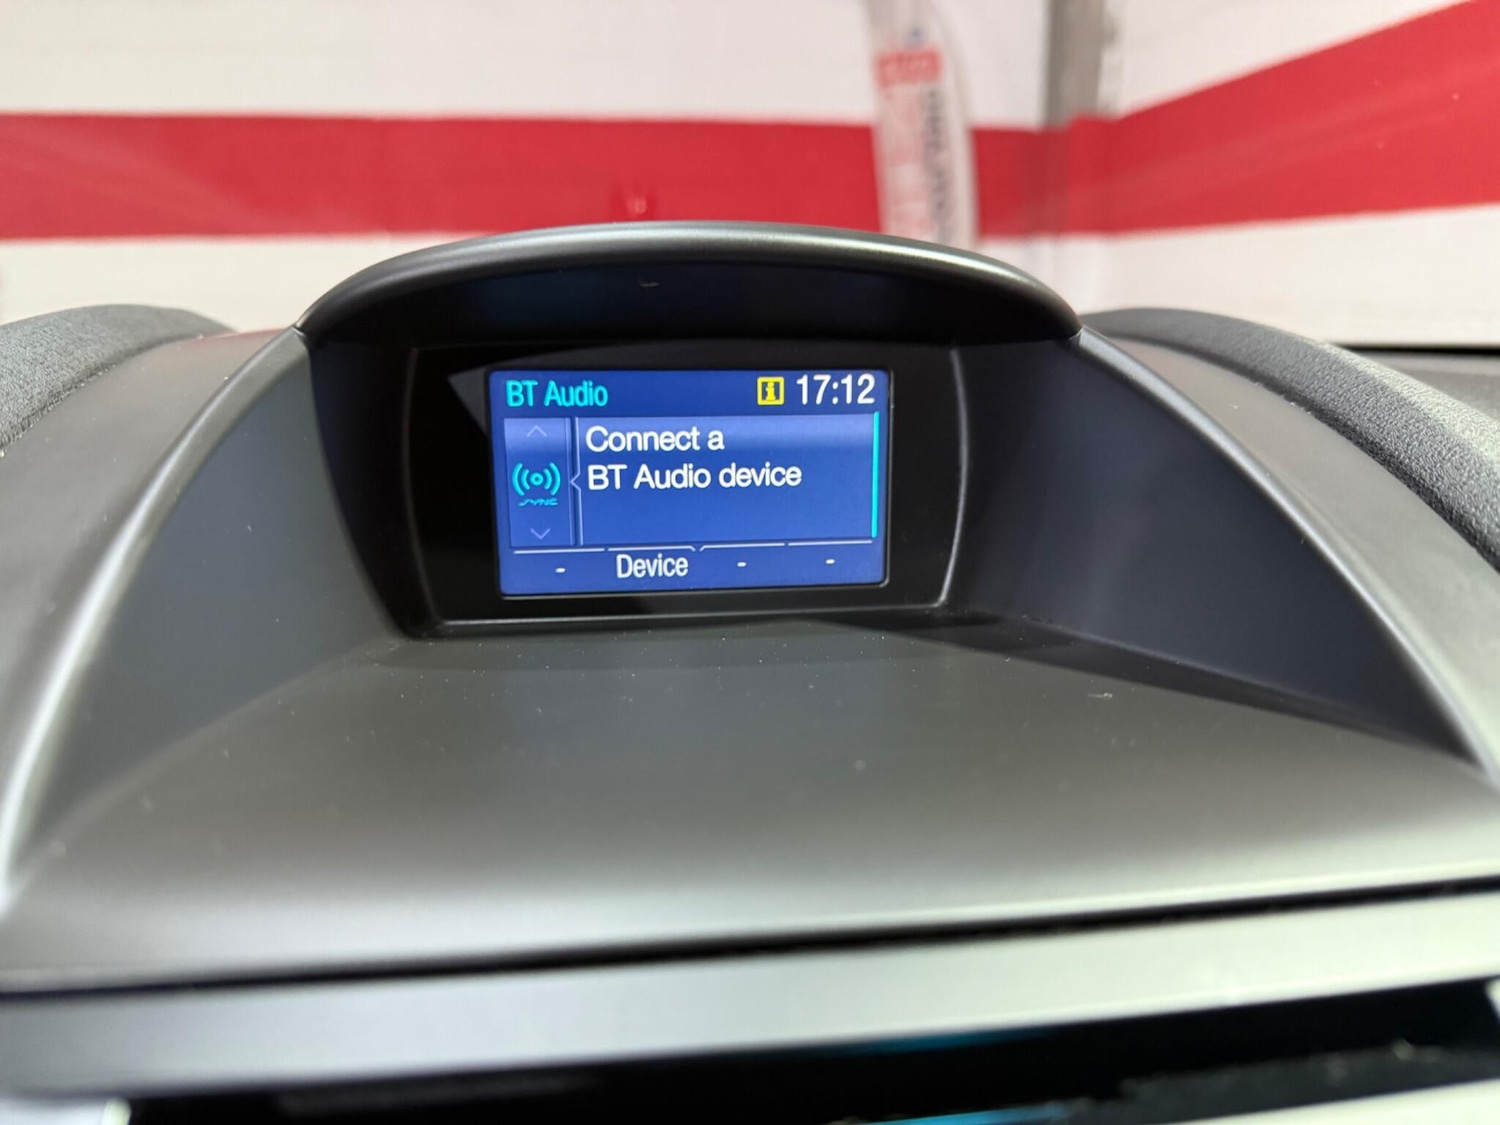 BT Audio 17:12
Connect a
BT Audio device
SYNC
- Device - -